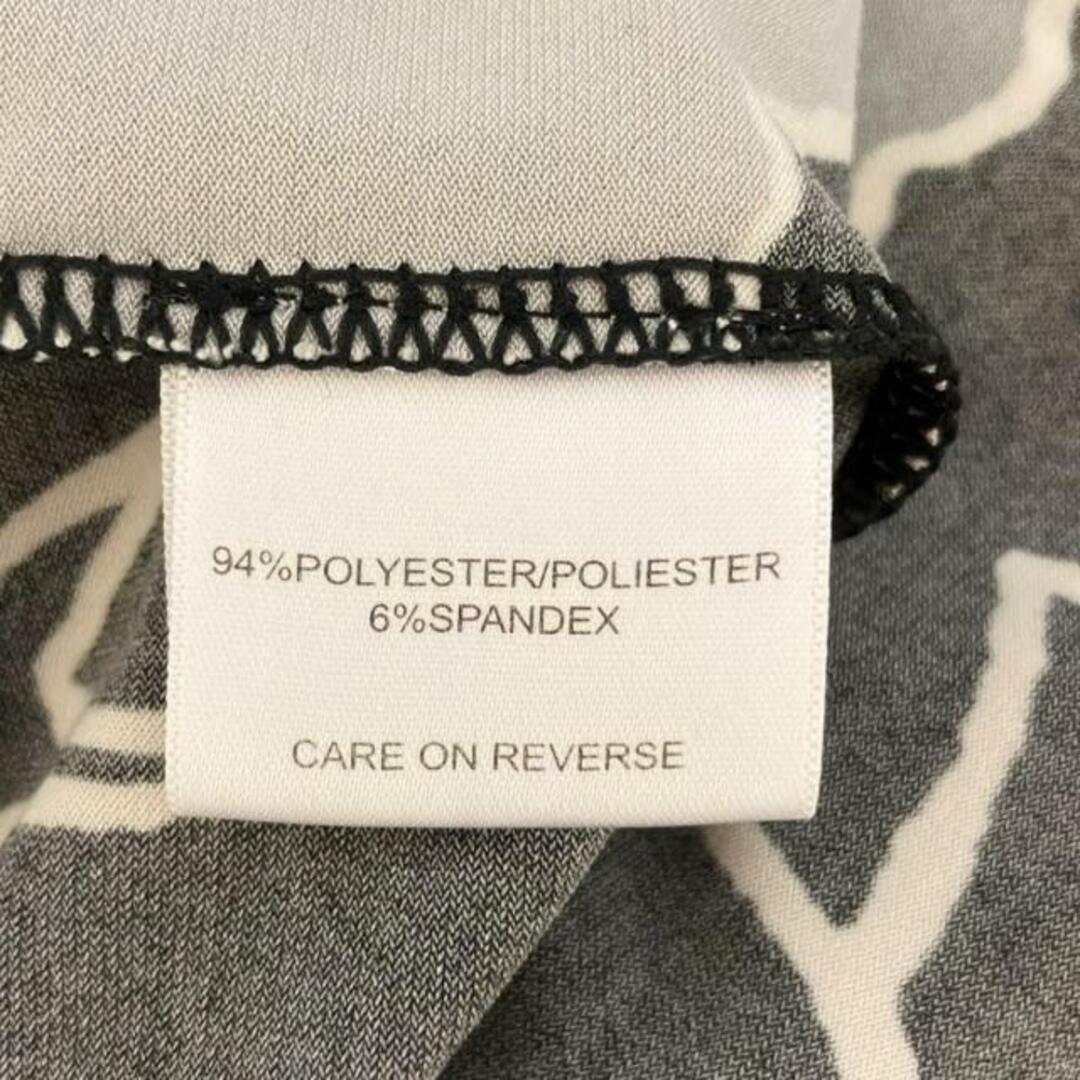 94%POLYESTER/POLIESTER
6%SPANDEX
CARE ON REVERSE